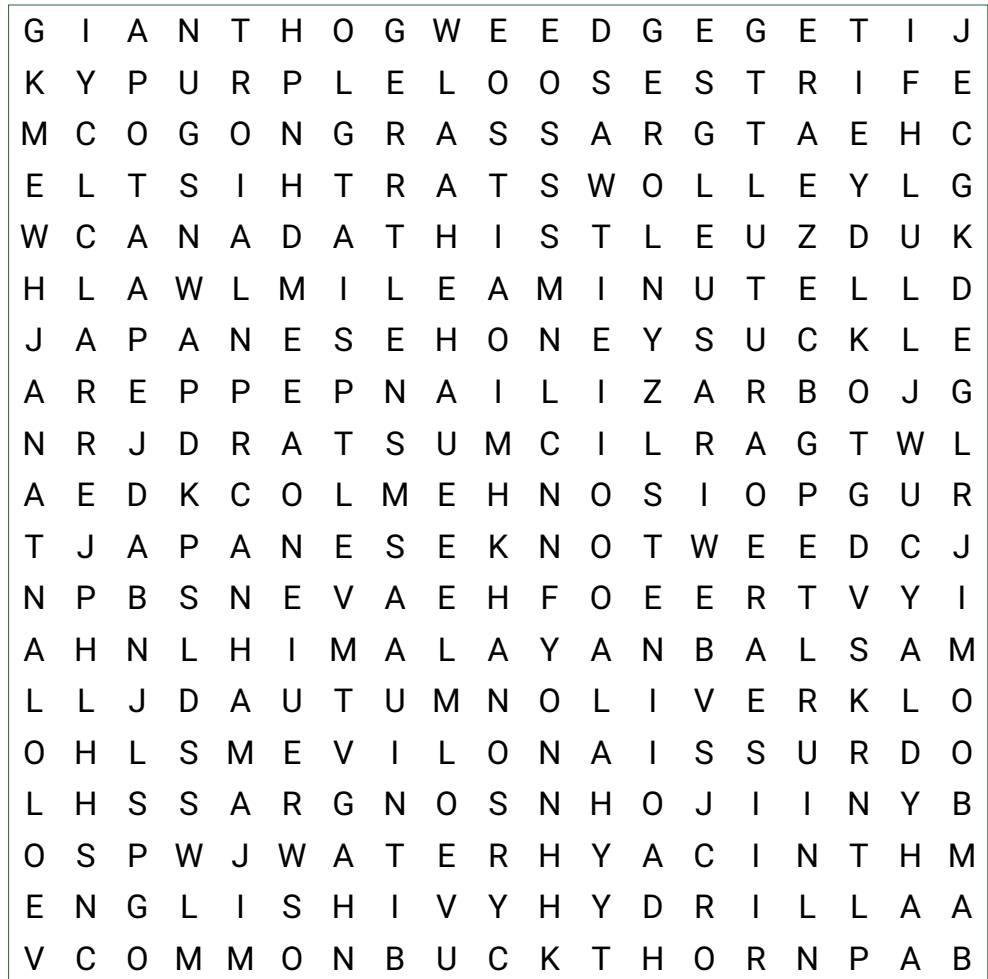 G I A N T H O G W E E D G E G E T I J
K Y P U R P L E L O O S E S T R I F E
M C O G O N G R A S S A R G T A E H C
E L T S I H T R A T S W O L L E Y L G
W C A N A D A T H I S T L E U Z D U K
H L A W L M I L E A M I N U T E L L D
J A P A N E S E H O N E Y S U C K L E
A R E P P E P N A I L I Z A R B O J G
N R J D R A T S U M C I L R A G T W L
A E D K C O L M E H N O S I O P G U R
T J A P A N E S E K N O T W E E D C J
N P B S N E V A E H F O E E R T V Y I
A H N L H I M A L A Y A N B A L S A M
L L J D A U T U M N O L I V E R K L O
O H L S M E V I L O N A I S S U R D O
L H S S A R G N O S N H O J I I N Y B
O S P W J W A T E R H Y A C I N T H M
E N G L I S H I V Y H Y D R I L L A A
V C O M M O N B U C K T H O R N P A B